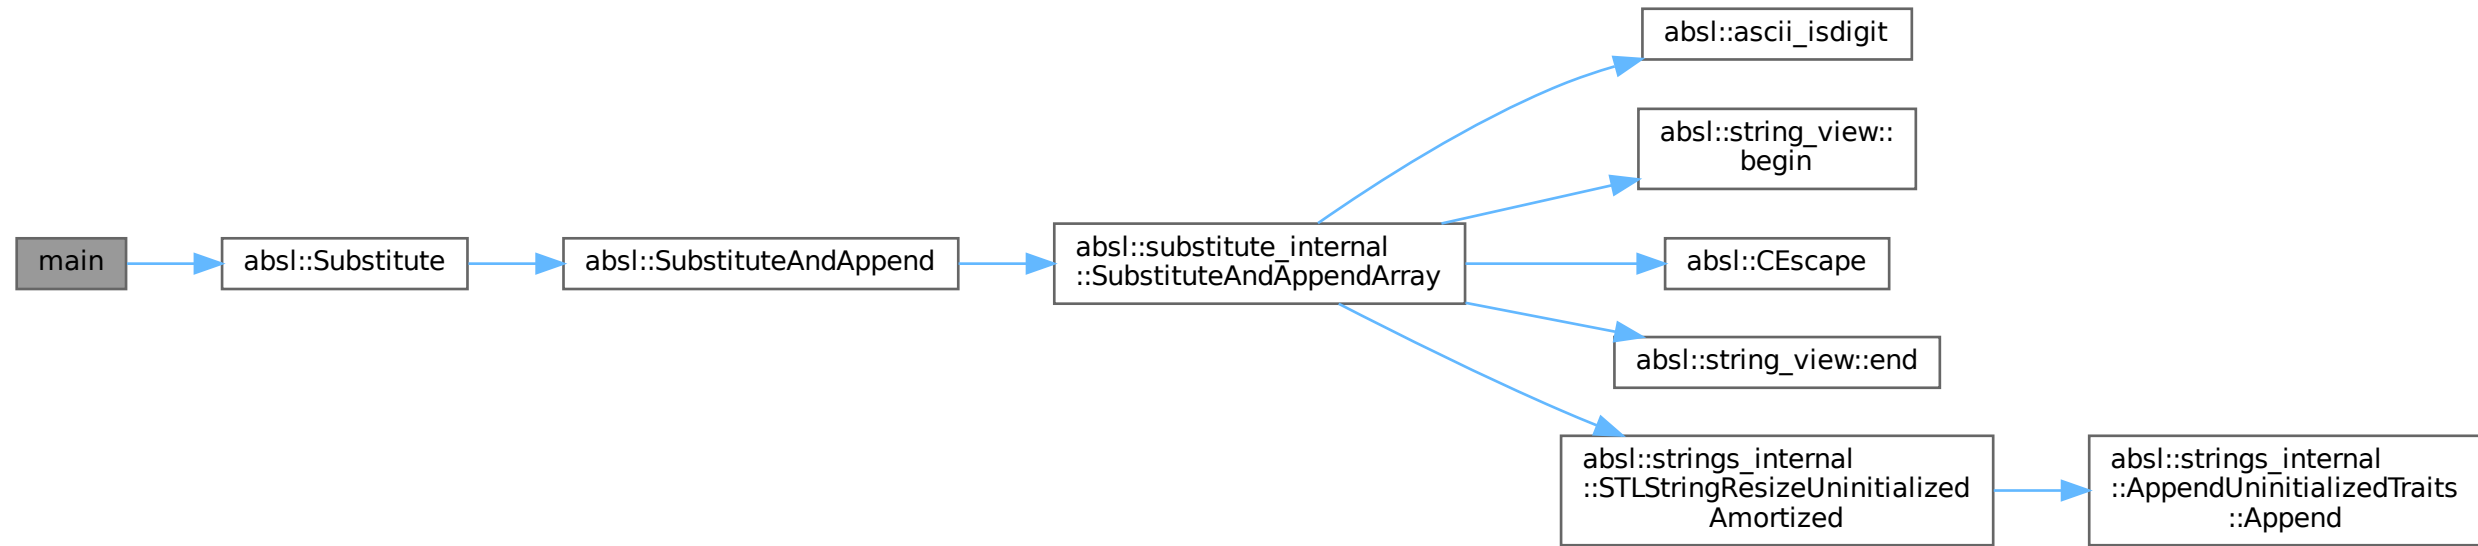 main
absl::Substitute
absl::SubstituteAndAppend
absl::substitute_internal
::SubstituteAndAppendArray
absl::ascii_isdigit
absl::string_view::
begin
absl::CEscape
absl::string_view::end
absl::strings_internal
::STLStringResizeUninitialized
Amortized
absl::strings_internal
::AppendUninitializedTraits
::Append